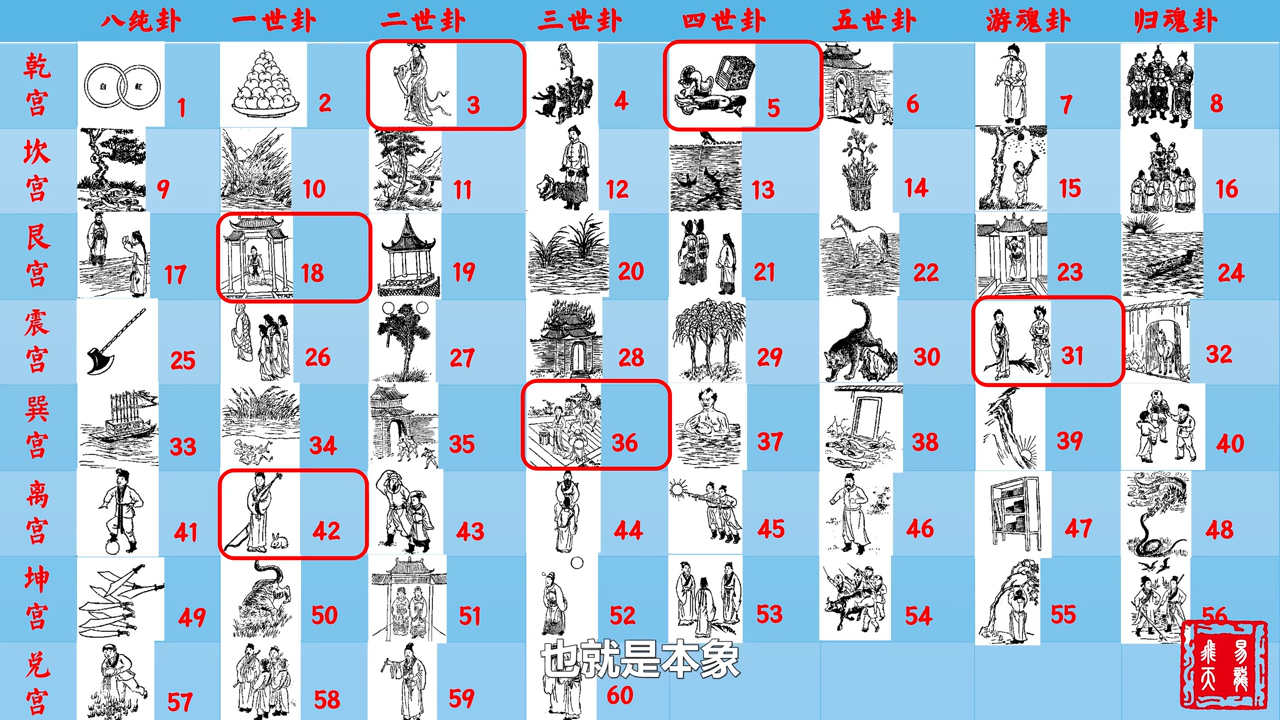 八纯卦 一世卦 二世卦 三世卦 四世卦 五世卦 游魂卦 归魂卦
乾宫 1 2 3 4 5 6 7 8
坎宫 9 10 11 12 13 14 15 16
艮宫 17 18 19 20 21 22 23 24
震宫 25 26 27 28 29 30 31 32
巽宫 33 34 35 36 37 38 39 40
离宫 41 42 43 44 45 46 47 48
坤宫 49 50 51 52 53 54 55 56
兑宫 57 58 59 60
也就是本象